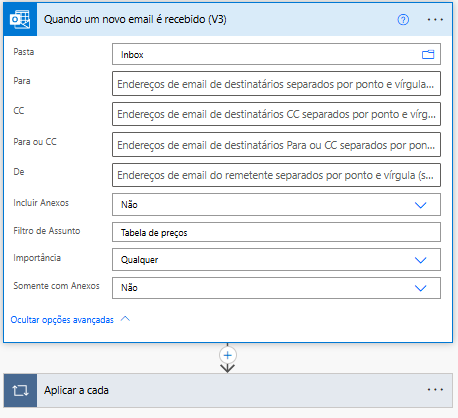 Quando um novo email é recebido (V3)
Pasta Inbox
Para Endereços de email de destinatários separados por ponto e vírgula...
CC Endereços de email de destinatários CC separados por ponto e vírg...
Para ou CC Endereços de email de destinatários Para ou CC separados por pon...
De Endereços de email do remetente separados por ponto e vírgula (s...
Incluir Anexos Não
Filtro de Assunto Tabela de preços
Importância Qualquer
Somente com Anexos Não
Ocultar opções avançadas
Aplicar a cada